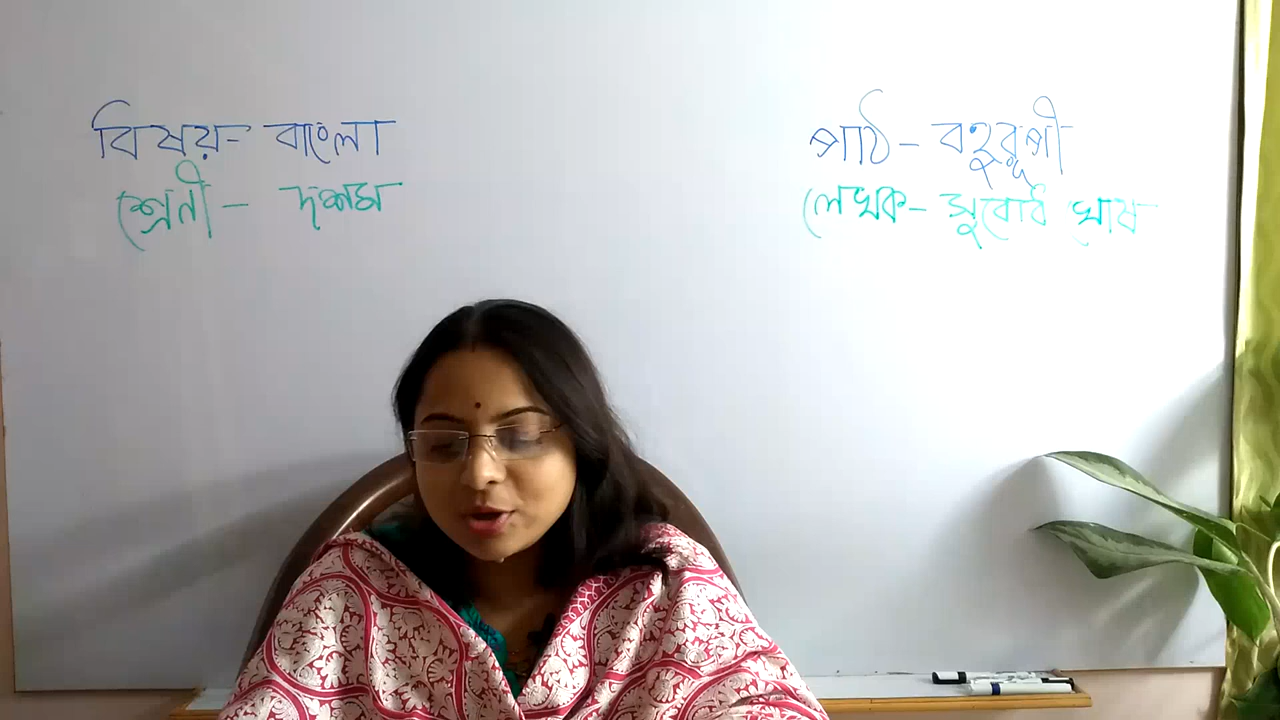 বিষয়- বাংলা
শ্রেনী- দশম
পাঠ- বহুরূপী
লেখক- সুবোধ ঘোষ